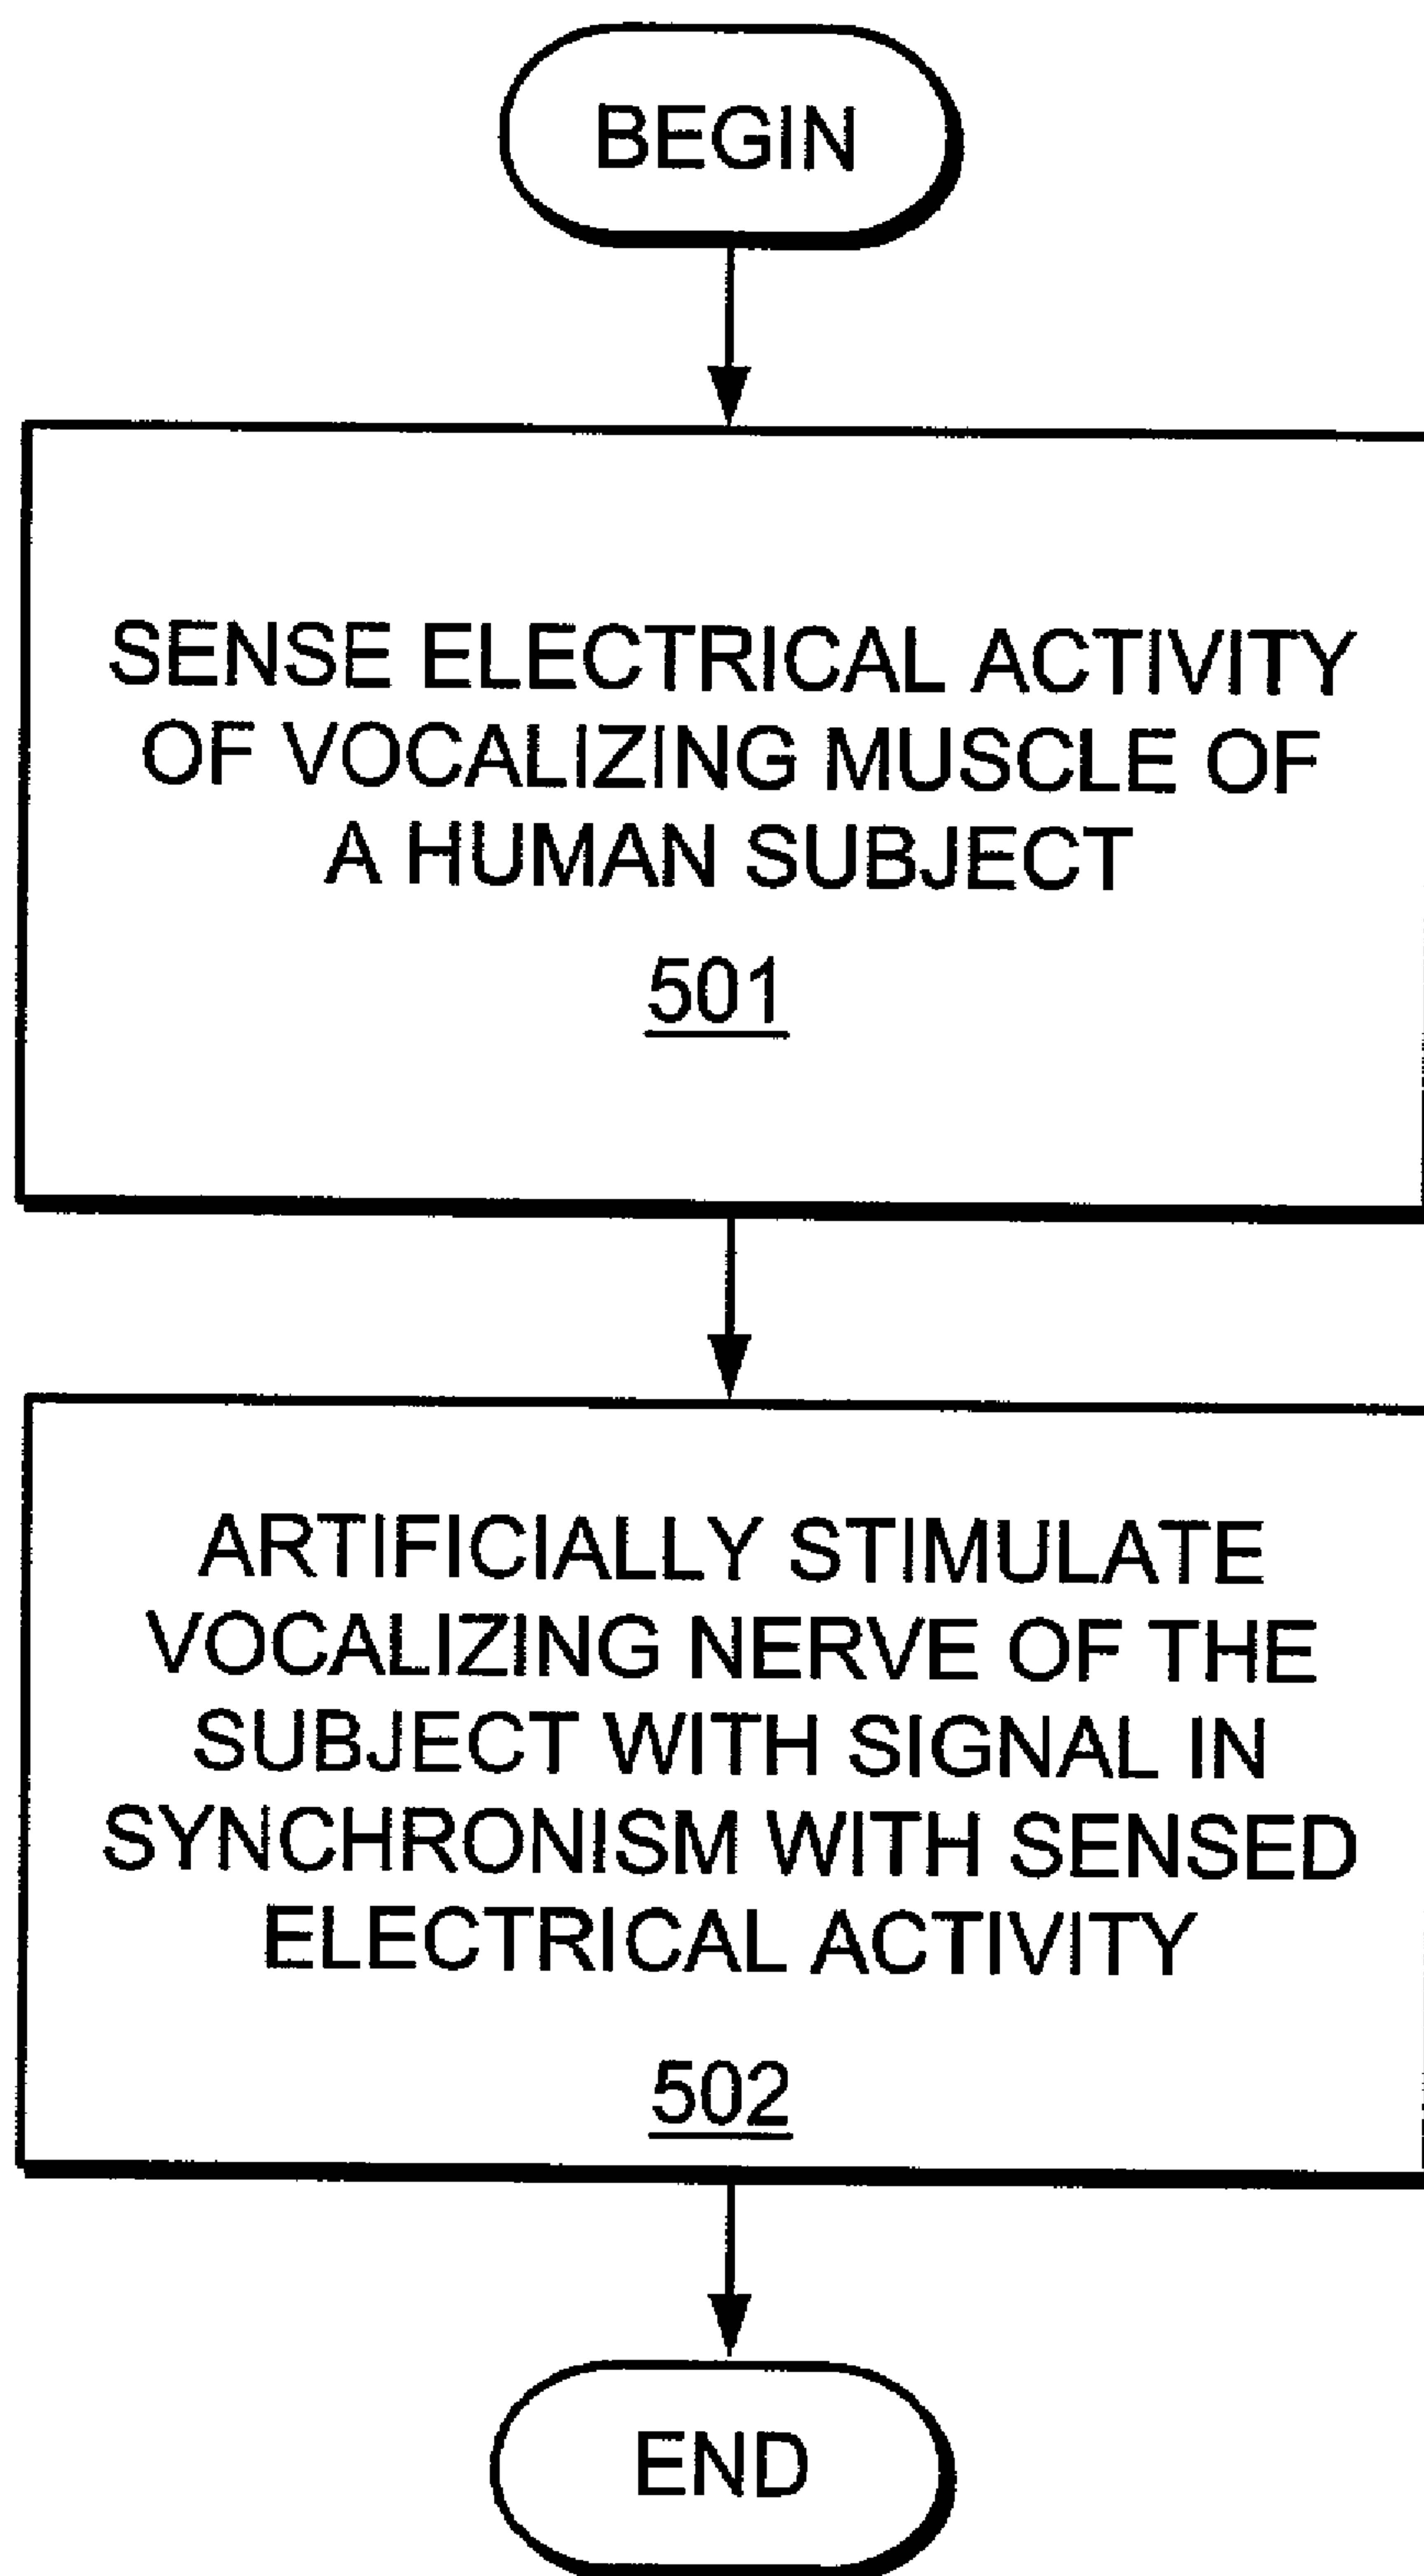 BEGIN
SENSE ELECTRICAL ACTIVITY
OF VOCALIZING MUSCLE OF
A HUMAN SUBJECT
501
ARTIFICIALLY STIMULATE
VOCALIZING NERVE OF THE
SUBJECT WITH SIGNAL IN
SYNCHRONISM WITH SENSED
ELECTRICAL ACTIVITY
502
END